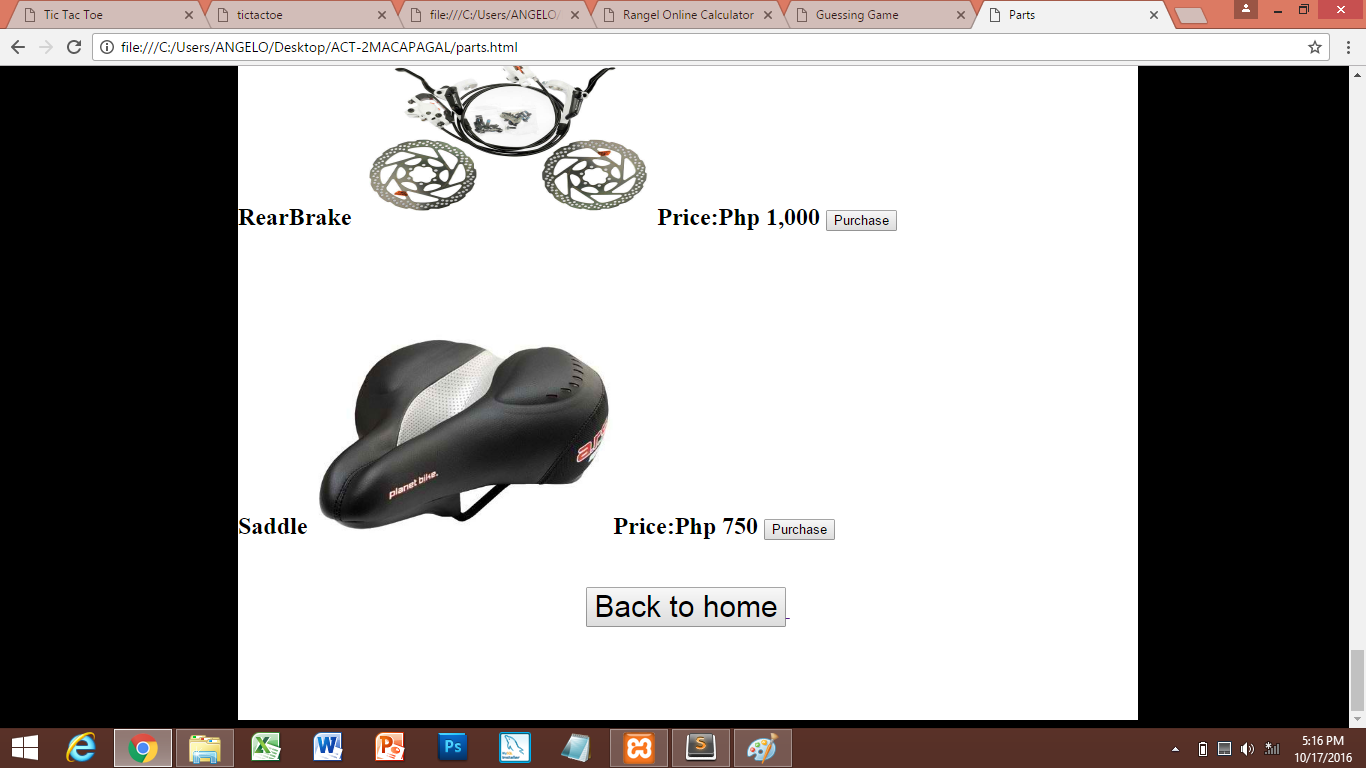 Tic Tac Toe
tictactoe
file:///C:/Users/ANGELO/
Rangel Online Calculator
Guessing Game
Parts
file:///C:/Users/ANGELO/Desktop/ACT-2MACAPAGAL/parts.html
RearBrake Price:Php 1,000 Purchase
planet bike.
Saddle Price:Php 750 Purchase
Back to home
5:16 PM
10/17/2016